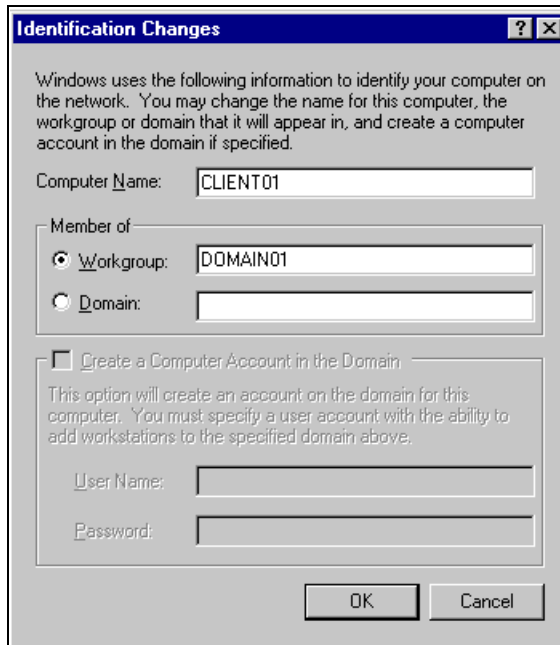 Identification Changes
Windows uses the following information to identify your computer on
the network. You may change the name for this computer, the
workgroup or domain that it will appear in, and create a computer
account in the domain if specified.
Computer Name: CLIENT01
Member of
Workgroup: DOMAIN01
Domain:
Create a Computer Account in the Domain
This option will create an account on the domain for this
computer. You must specify a user account with the ability to
add workstations to the specified domain above.
User Name:
Password:
OK Cancel